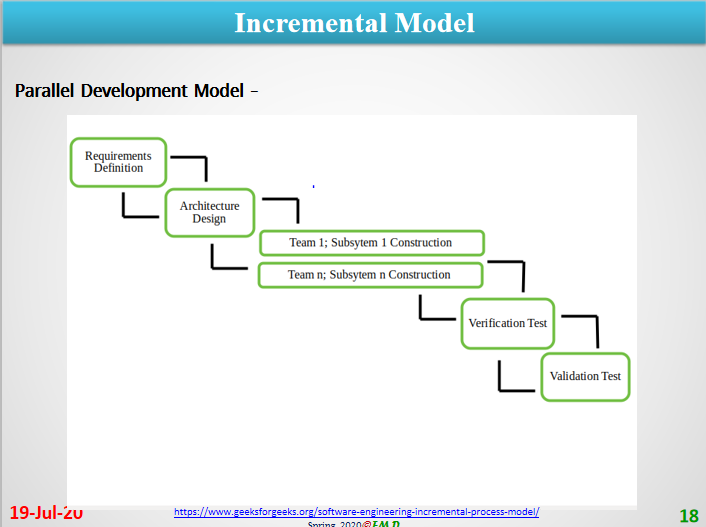 Incremental Model
Parallel Development Model -
Requirements
Definition
Architecture
Design
Team 1; Subsytem 1 Construction
Team n; Subsytem n Construction
Verification Test
Validation Test
19-Jul-20
https://www.geeksforgeeks.org/software-engineering-incremental-process-model/
Spring 2020©EMD
18